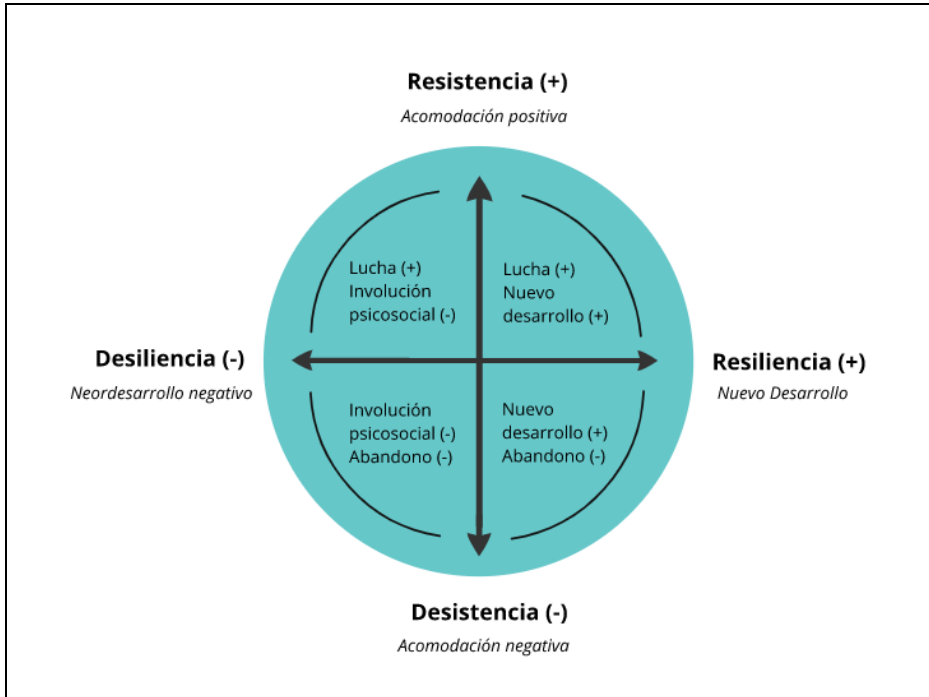 Resistencia (+)
Acomodación positiva
Lucha (+)
Involución
psicosocial (-)
Lucha (+)
Nuevo
desarrollo (+)
Desiliencia (-)
Neordesarrollo negativo
Resiliencia (+)
Nuevo Desarrollo
Involución
psicosocial (-)
Abandono (-)
Nuevo
desarrollo (+)
Abandono (-)
Desistencia (-)
Acomodación negativa